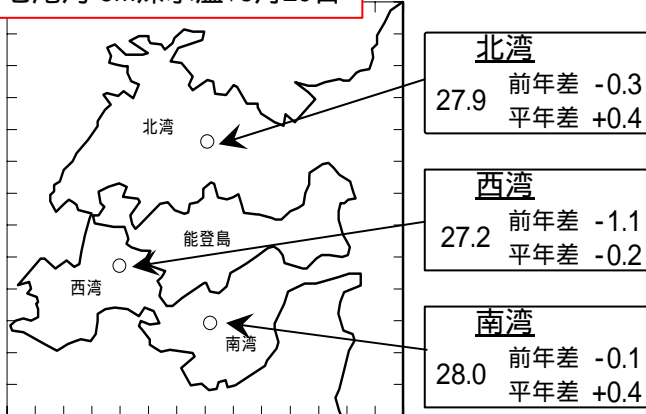 北湾
27.9 前年差 -0.3
平年差 +0.4
西湾
27.2 前年差 -1.1
平年差 -0.2
南湾
28.0 前年差 -0.1
平年差 +0.4
北湾
能登島
西湾
南湾